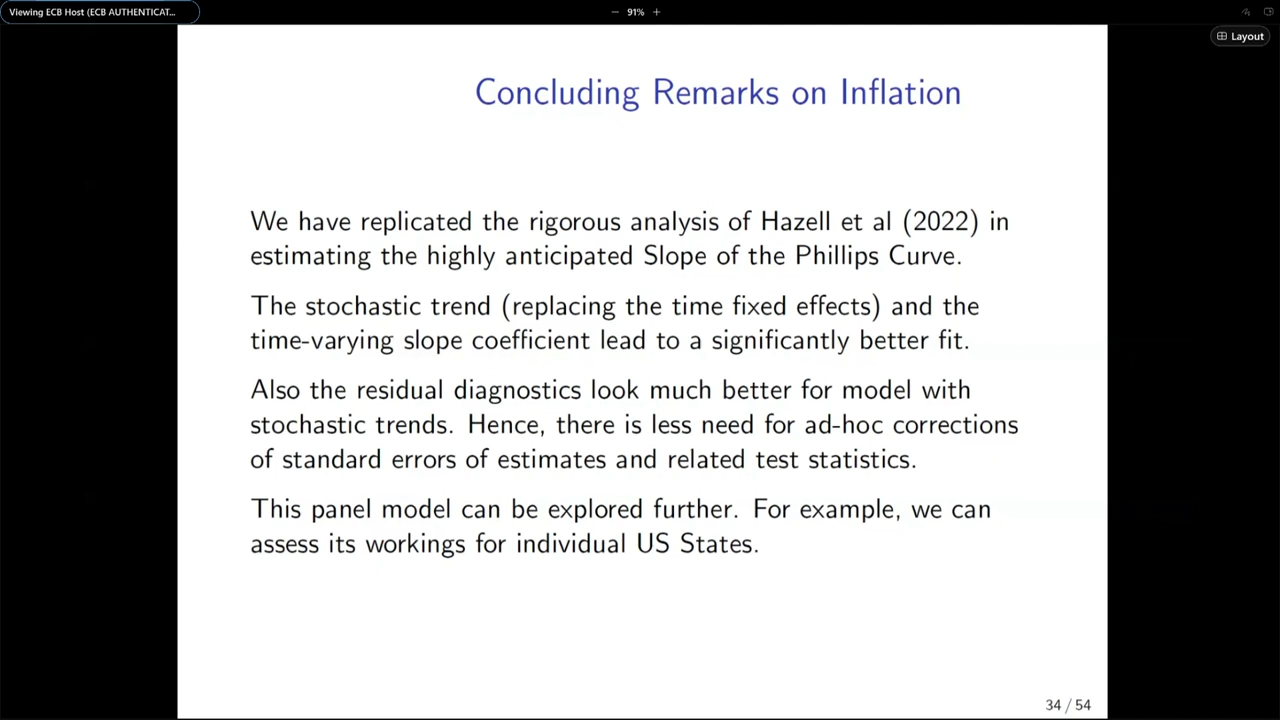 Viewing ECB Host (ECB AUTHENTICAT...
− 91% +
Layout
Concluding Remarks on Inflation
We have replicated the rigorous analysis of Hazell et al (2022) in
estimating the highly anticipated Slope of the Phillips Curve.
The stochastic trend (replacing the time fixed effects) and the
time-varying slope coefficient lead to a significantly better fit.
Also the residual diagnostics look much better for model with
stochastic trends. Hence, there is less need for ad-hoc corrections
of standard errors of estimates and related test statistics.
This panel model can be explored further. For example, we can
assess its workings for individual US States.
34 / 54